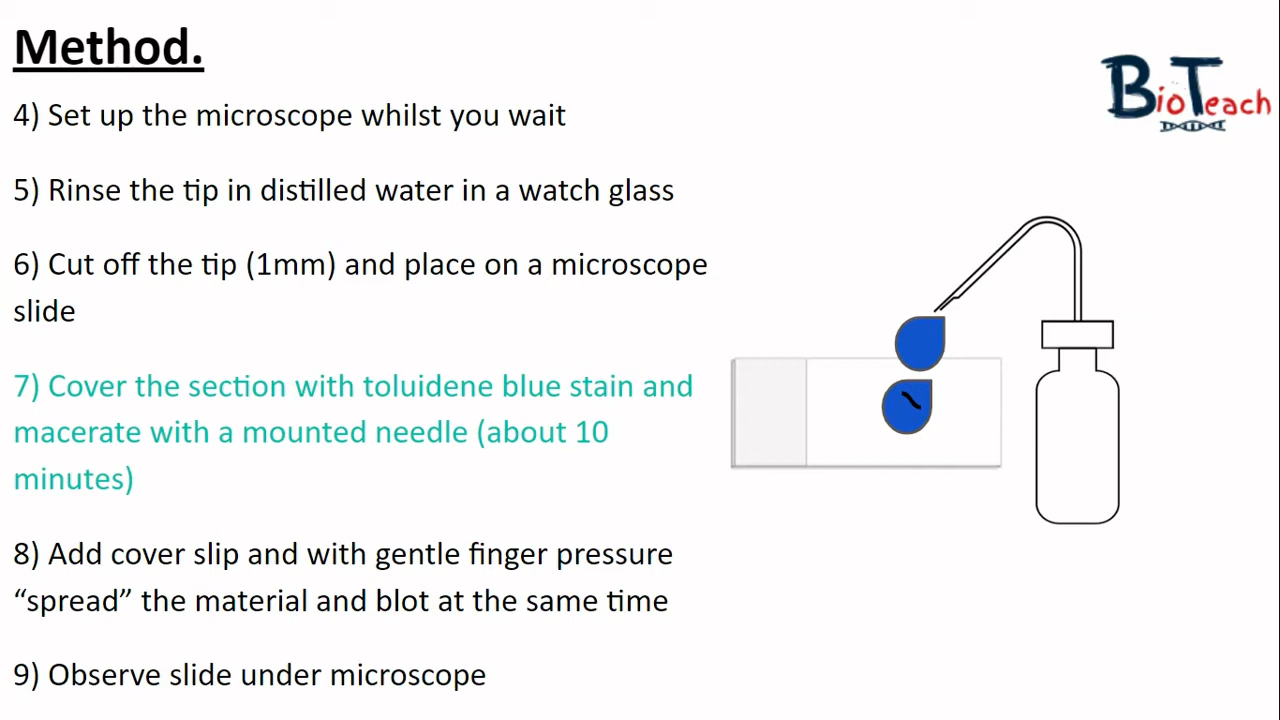 Method.
BioTeach
4) Set up the microscope whilst you wait
5) Rinse the tip in distilled water in a watch glass
6) Cut off the tip (1mm) and place on a microscope
slide
7) Cover the section with toluidene blue stain and
macerate with a mounted needle (about 10
minutes)
8) Add cover slip and with gentle finger pressure
“spread” the material and blot at the same time
9) Observe slide under microscope